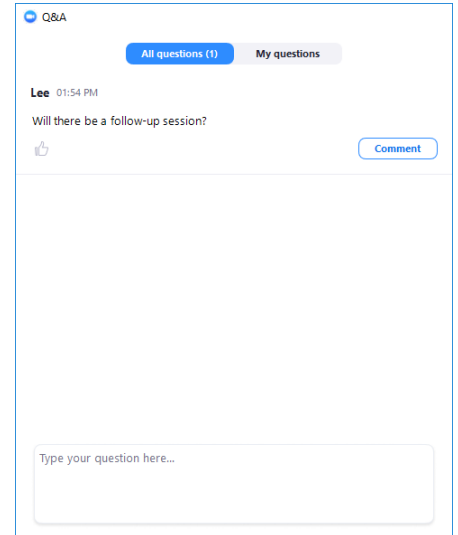 Q&A
All questions (1) My questions
Lee 01:54 PM
Will there be a follow-up session?
Comment
Type your question here...